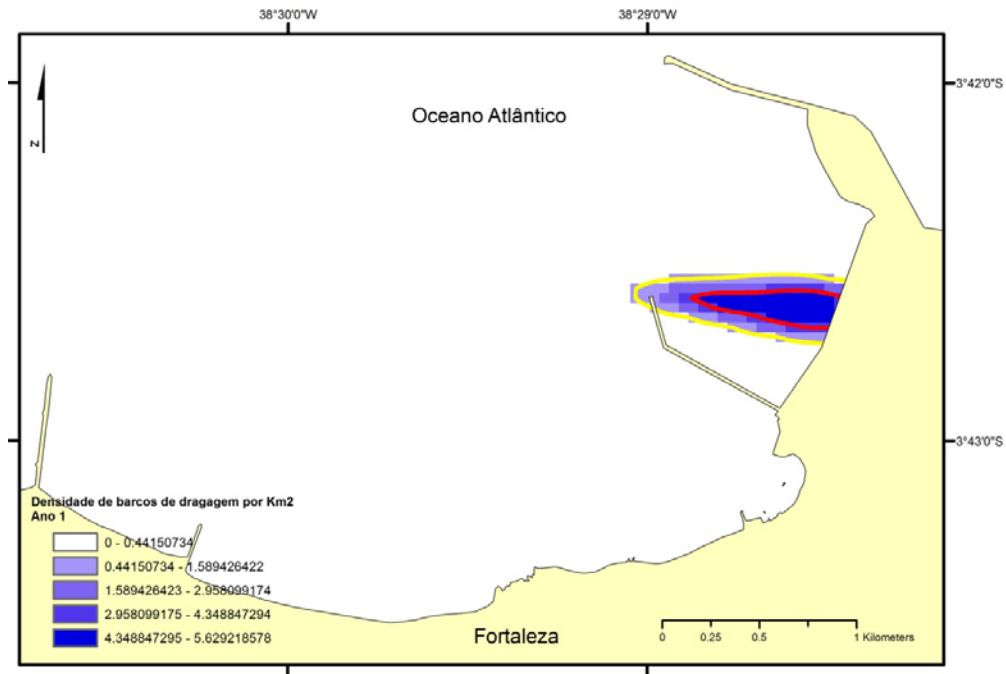 38°30'0"W
38°29'0"W
3°42'0"S
Oceano Atlântico
N
3°43'0"S
Densidade de barcos de dragagem por Km2
Ano 1
0 - 0.44150734
0.44150734 - 1.589426422
1.589426423 - 2.958099174
2.958099175 - 4.348847294
4.348847295 - 5.629218578
Fortaleza
0 0.25 0.5 1 Kilometers